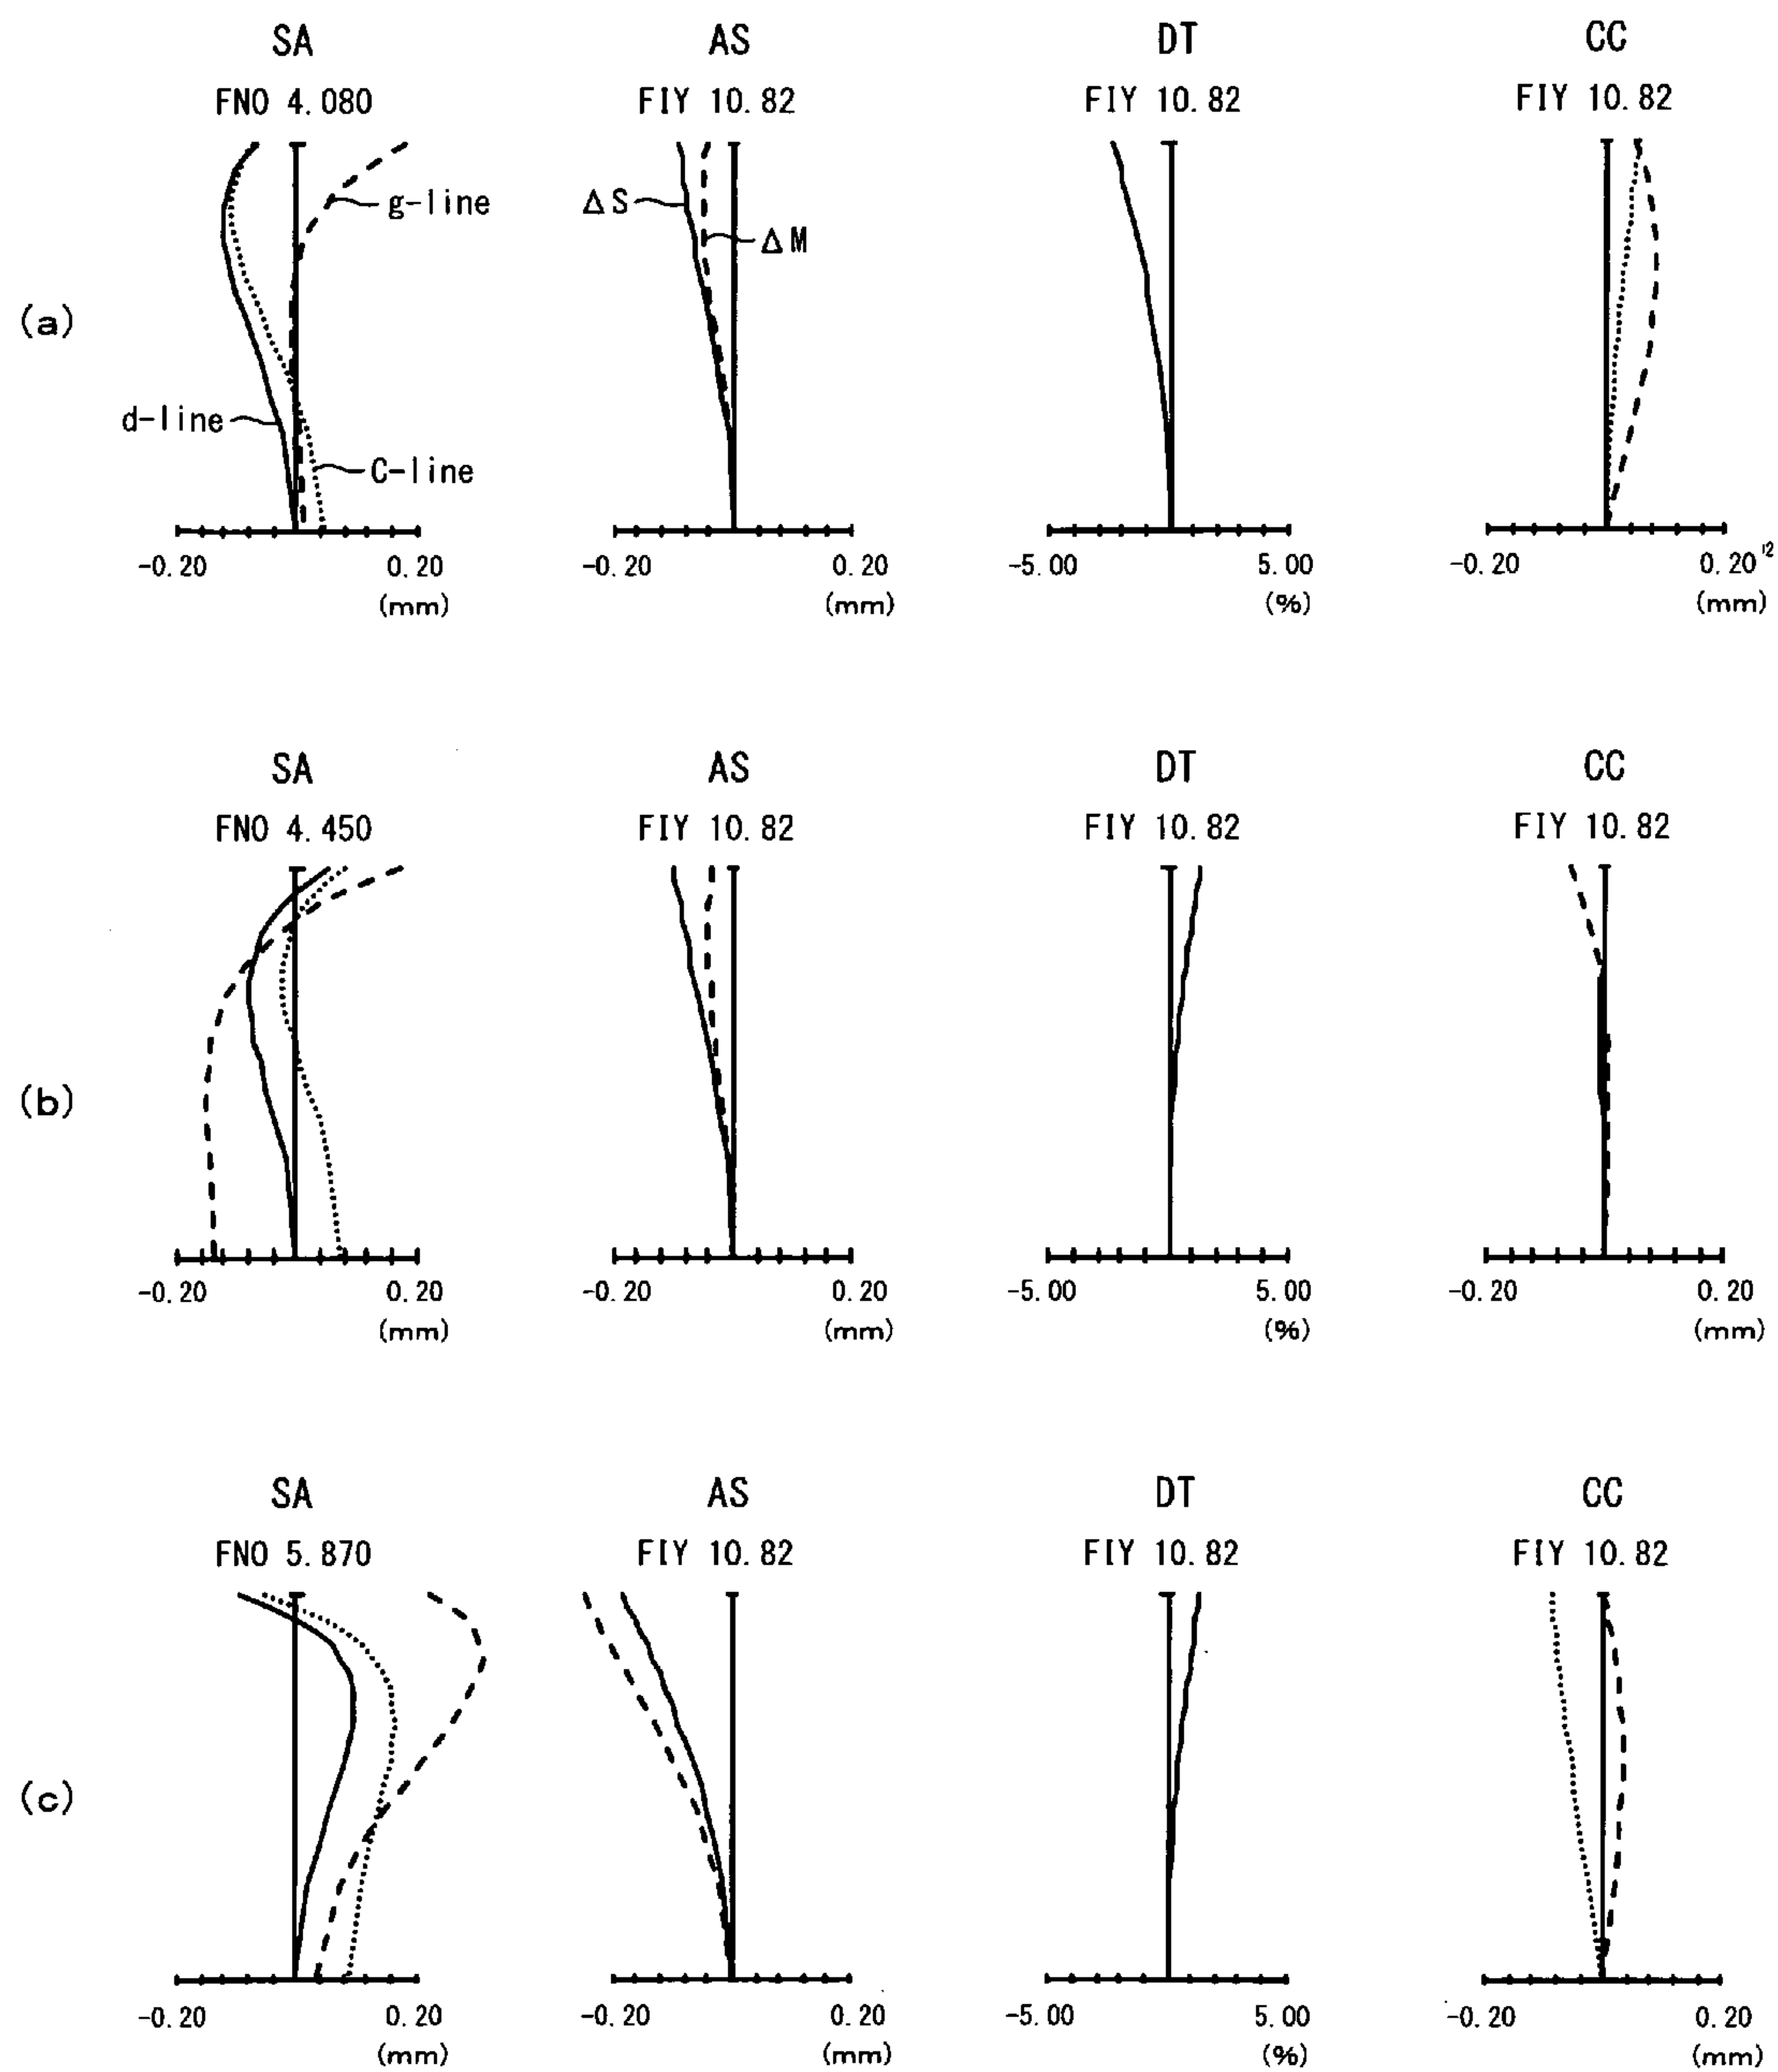 SA AS DT CC
FNO 4.080 FIY 10.82 FIY 10.82 FIY 10.82
g-line
ΔS
ΔM
(a)
d-line
C-line
-0.20 0.20 -0.20 0.20 -5.00 5.00 -0.20 0.20 12
(mm) (mm) (%) (mm)
SA AS DT CC
FNO 4.450 FIY 10.82 FIY 10.82 FIY 10.82
(b)
-0.20 0.20 -0.20 0.20 -5.00 5.00 -0.20 0.20
(mm) (mm) (%) (mm)
SA AS DT CC
FNO 5.870 FIY 10.82 FIY 10.82 FIY 10.82
(c)
-0.20 0.20 -0.20 0.20 -5.00 5.00 -0.20 0.20
(mm) (mm) (%) (mm)